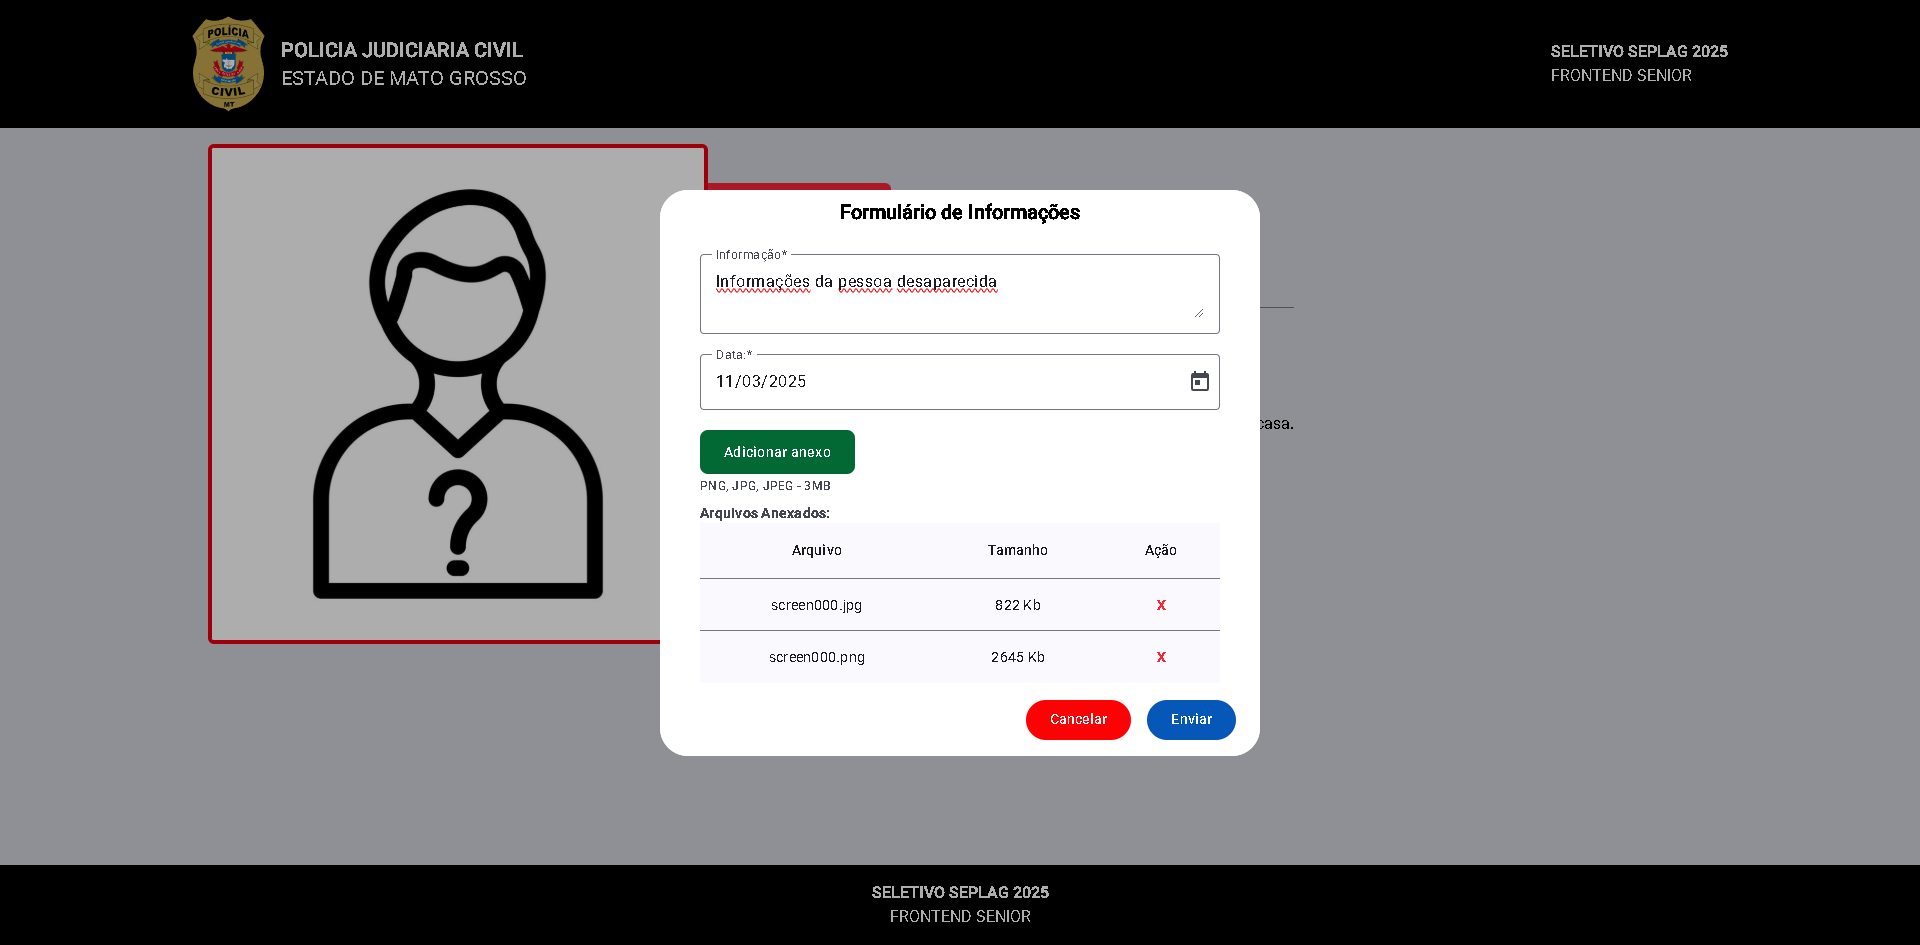 POLÍCIA
CIVIL
MT
POLICIA JUDICIARIA CIVIL
ESTADO DE MATO GROSSO
SELETIVO SEPLAG 2025
FRONTEND SENIOR
Formulário de Informações
Informação*
Informações da pessoa desaparecida
Data:*
11/03/2025
casa.
Adicionar anexo
PNG, JPG, JPEG - 3MB
Arquivos Anexados:
Arquivo Tamanho Ação
screen000.jpg 822 Kb X
screen000.png 2645 Kb X
Cancelar Enviar
SELETIVO SEPLAG 2025
FRONTEND SENIOR